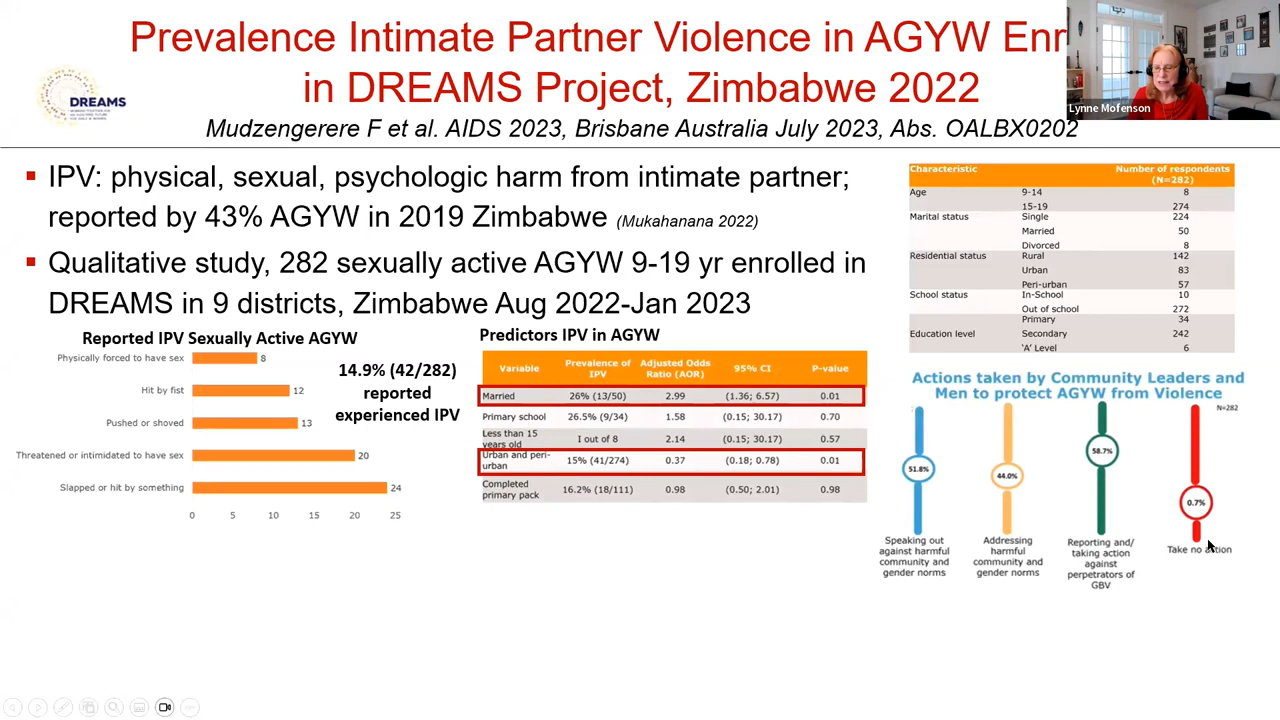 Prevalence Intimate Partner Violence in AGYW Enr
in DREAMS Project, Zimbabwe 2022
Mudzengerere F et al. AIDS 2023, Brisbane Australia July 2023, Abs. OALBX0202
DREAMS
Lynne Mofenson
IPV: physical, sexual, psychologic harm from intimate partner;
reported by 43% AGYW in 2019 Zimbabwe (Mukahanana 2022)
Qualitative study, 282 sexually active AGYW 9-19 yr enrolled in
DREAMS in 9 districts, Zimbabwe Aug 2022-Jan 2023
Reported IPV Sexually Active AGYW
Physically forced to have sex 8
Hit by fist 12
Pushed or shoved 13
Threatened or intimidated to have sex 20
Slapped or hit by something 24
0 5 10 15 20 25
14.9% (42/282)
reported
experienced IPV
Predictors IPV in AGYW
Variable Prevalence of IPV Adjusted Odds Ratio (AOR) 95% CI P-value
Married 26% (13/50) 2.99 (1.36; 6.57) 0.01
Primary school 26.5% (9/34) 1.58 (0.15; 30.17) 0.70
Less than 15 years old 1 out of 8 2.14 (0.15; 30.17) 0.57
Urban and peri-urban 15% (41/274) 0.37 (0.18; 0.78) 0.01
Completed primary pack 16.2% (18/111) 0.98 (0.50; 2.01) 0.98
Characteristic Number of respondents (N=282)
Age 9-14 8
15-19 274
Marital status Single 224
Married 50
Divorced 8
Residential status Rural 142
Urban 83
Peri-urban 57
School status In-School 10
Out of school 272
Primary 34
Education level Secondary 242
'A' Level 6
Actions taken by Community Leaders and
Men to protect AGYW from Violence
N=282
51.8%
44.0%
58.7%
0.7%
Speaking out
against harmful
community and
gender norms
Addressing
harmful
community and
gender norms
Reporting and/
taking action
against
perpetrators of
GBV
Take no action